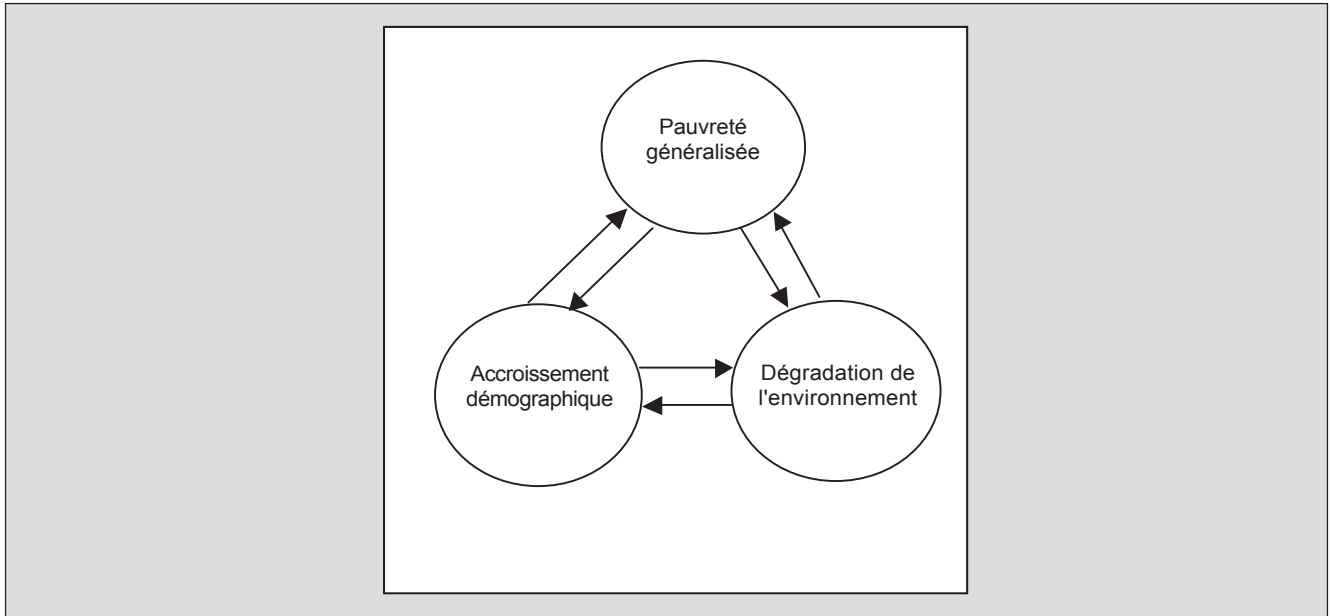 Pauvreté
généralisée
Accroissement
démographique
Dégradation de
l'environnement